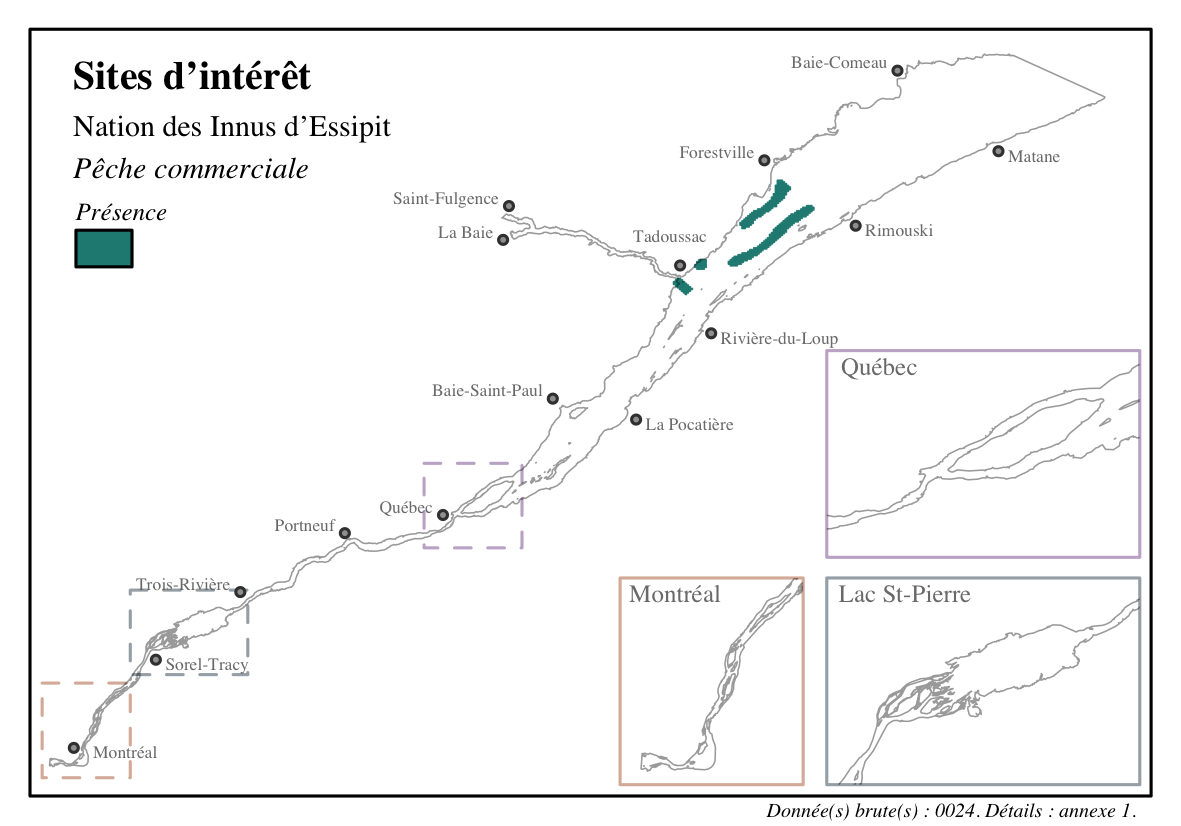 Sites d’intérêt
Nation des Innus d’Essipit
Pêche commerciale
Présence
Baie-Comeau
Matane
Forestville
Saint-Fulgence
La Baie
Tadoussac
Rimouski
Rivière-du-Loup
Baie-Saint-Paul
La Pocatière
Québec
Portneuf
Trois-Rivière
Sorel-Tracy
Montréal
Québec
Montréal
Lac St-Pierre
Donnée(s) brute(s) : 0024. Détails : annexe 1.